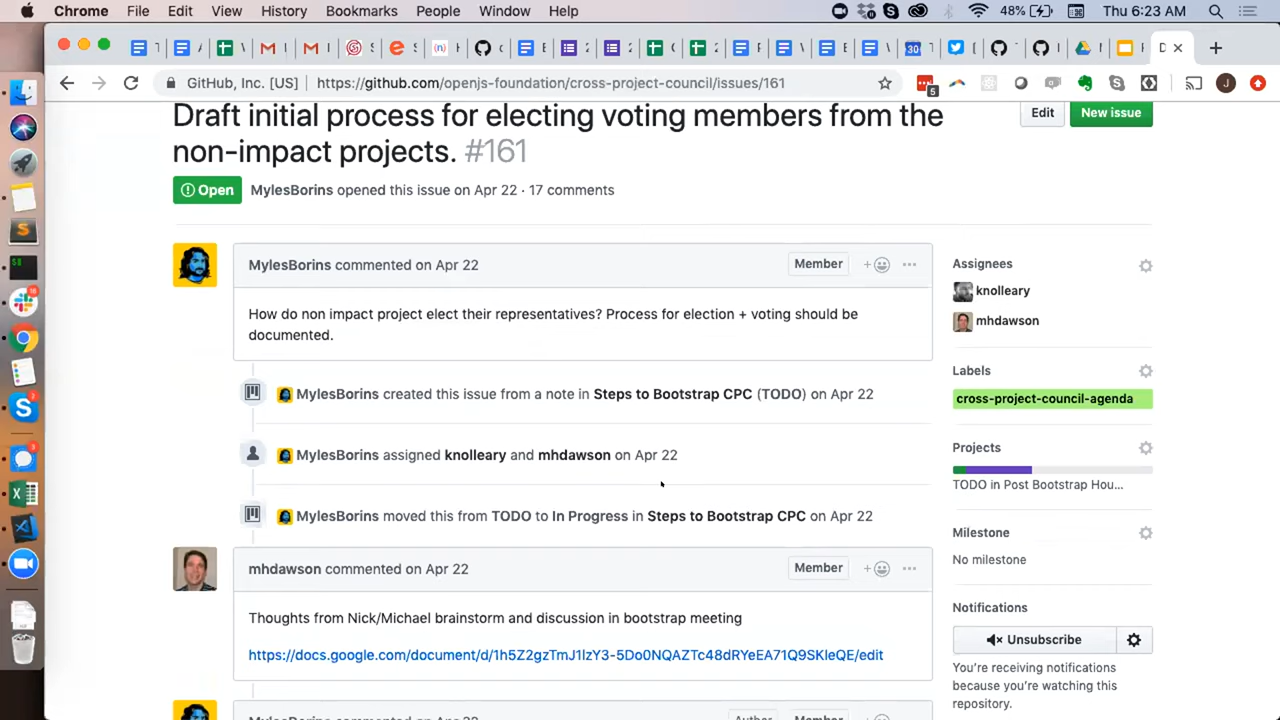 Chrome File Edit View History Bookmarks People Window Help 48% Thu 6:23 AM
GitHub, Inc. [US] https://github.com/openjs-foundation/cross-project-council/issues/161
Draft initial process for electing voting members from the
non-impact projects. #161
Edit New issue
Open MylesBorins opened this issue on Apr 22 · 17 comments
MylesBorins commented on Apr 22 Member
How do non impact project elect their representatives? Process for election + voting should be
documented.
MylesBorins created this issue from a note in Steps to Bootstrap CPC (TODO) on Apr 22
MylesBorins assigned knolleary and mhdawson on Apr 22
MylesBorins moved this from TODO to In Progress in Steps to Bootstrap CPC on Apr 22
mhdawson commented on Apr 22 Member
Thoughts from Nick/Michael brainstorm and discussion in bootstrap meeting
https://docs.google.com/document/d/1h5Z2gzTmJ1lzY3-5Do0NQAZTc48dRYeEA71Q9SKleQE/edit
MylesBorins commented on Apr 22 Author Member
Assignees
knolleary
mhdawson
Labels
cross-project-council-agenda
Projects
TODO in Post Bootstrap Hou...
Milestone
No milestone
Notifications
Unsubscribe
You're receiving notifications
because you're watching this
repository.